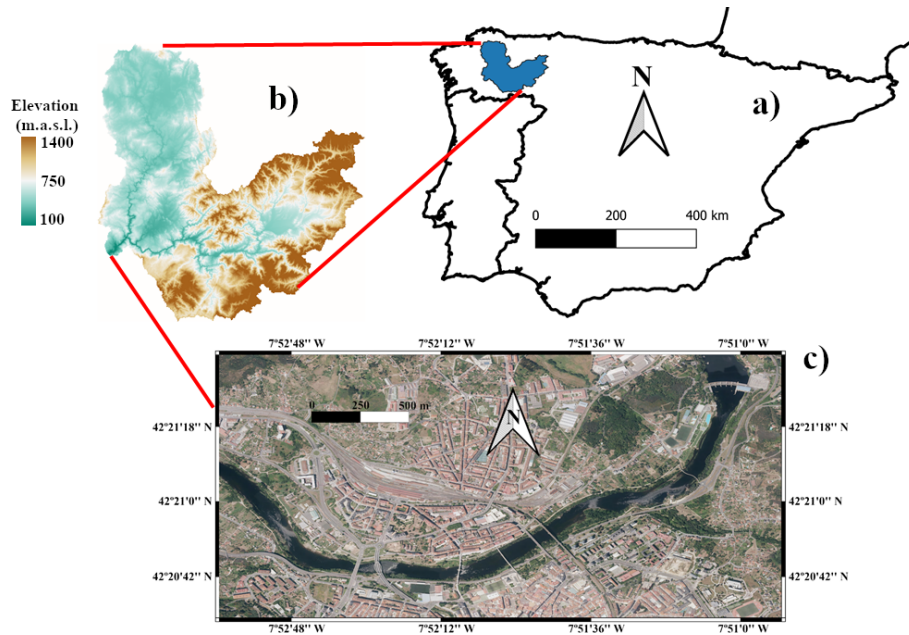 a)
N
0 200 400 km
b)
Elevation
(m.a.s.l.)
1400
750
100
c)
7°52'48'' W 7°52'12'' W 7°51'36'' W 7°51'0'' W
0 250 500 m
N
42°21'18'' N 42°21'18'' N
42°21'0'' N 42°21'0'' N
42°20'42'' N 42°20'42'' N
7°52'48'' W 7°52'12'' W 7°51'36'' W 7°51'0'' W